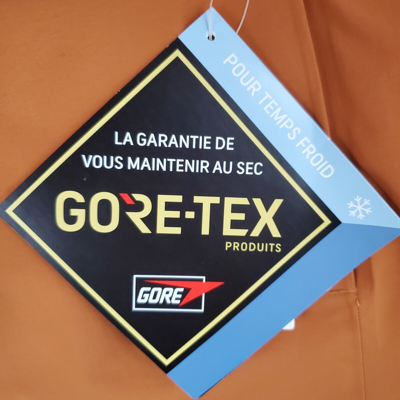 POUR TEMPS FROID
LA GARANTIE DE
VOUS MAINTENIR AU SEC
GORE-TEX
PRODUITS
GORE